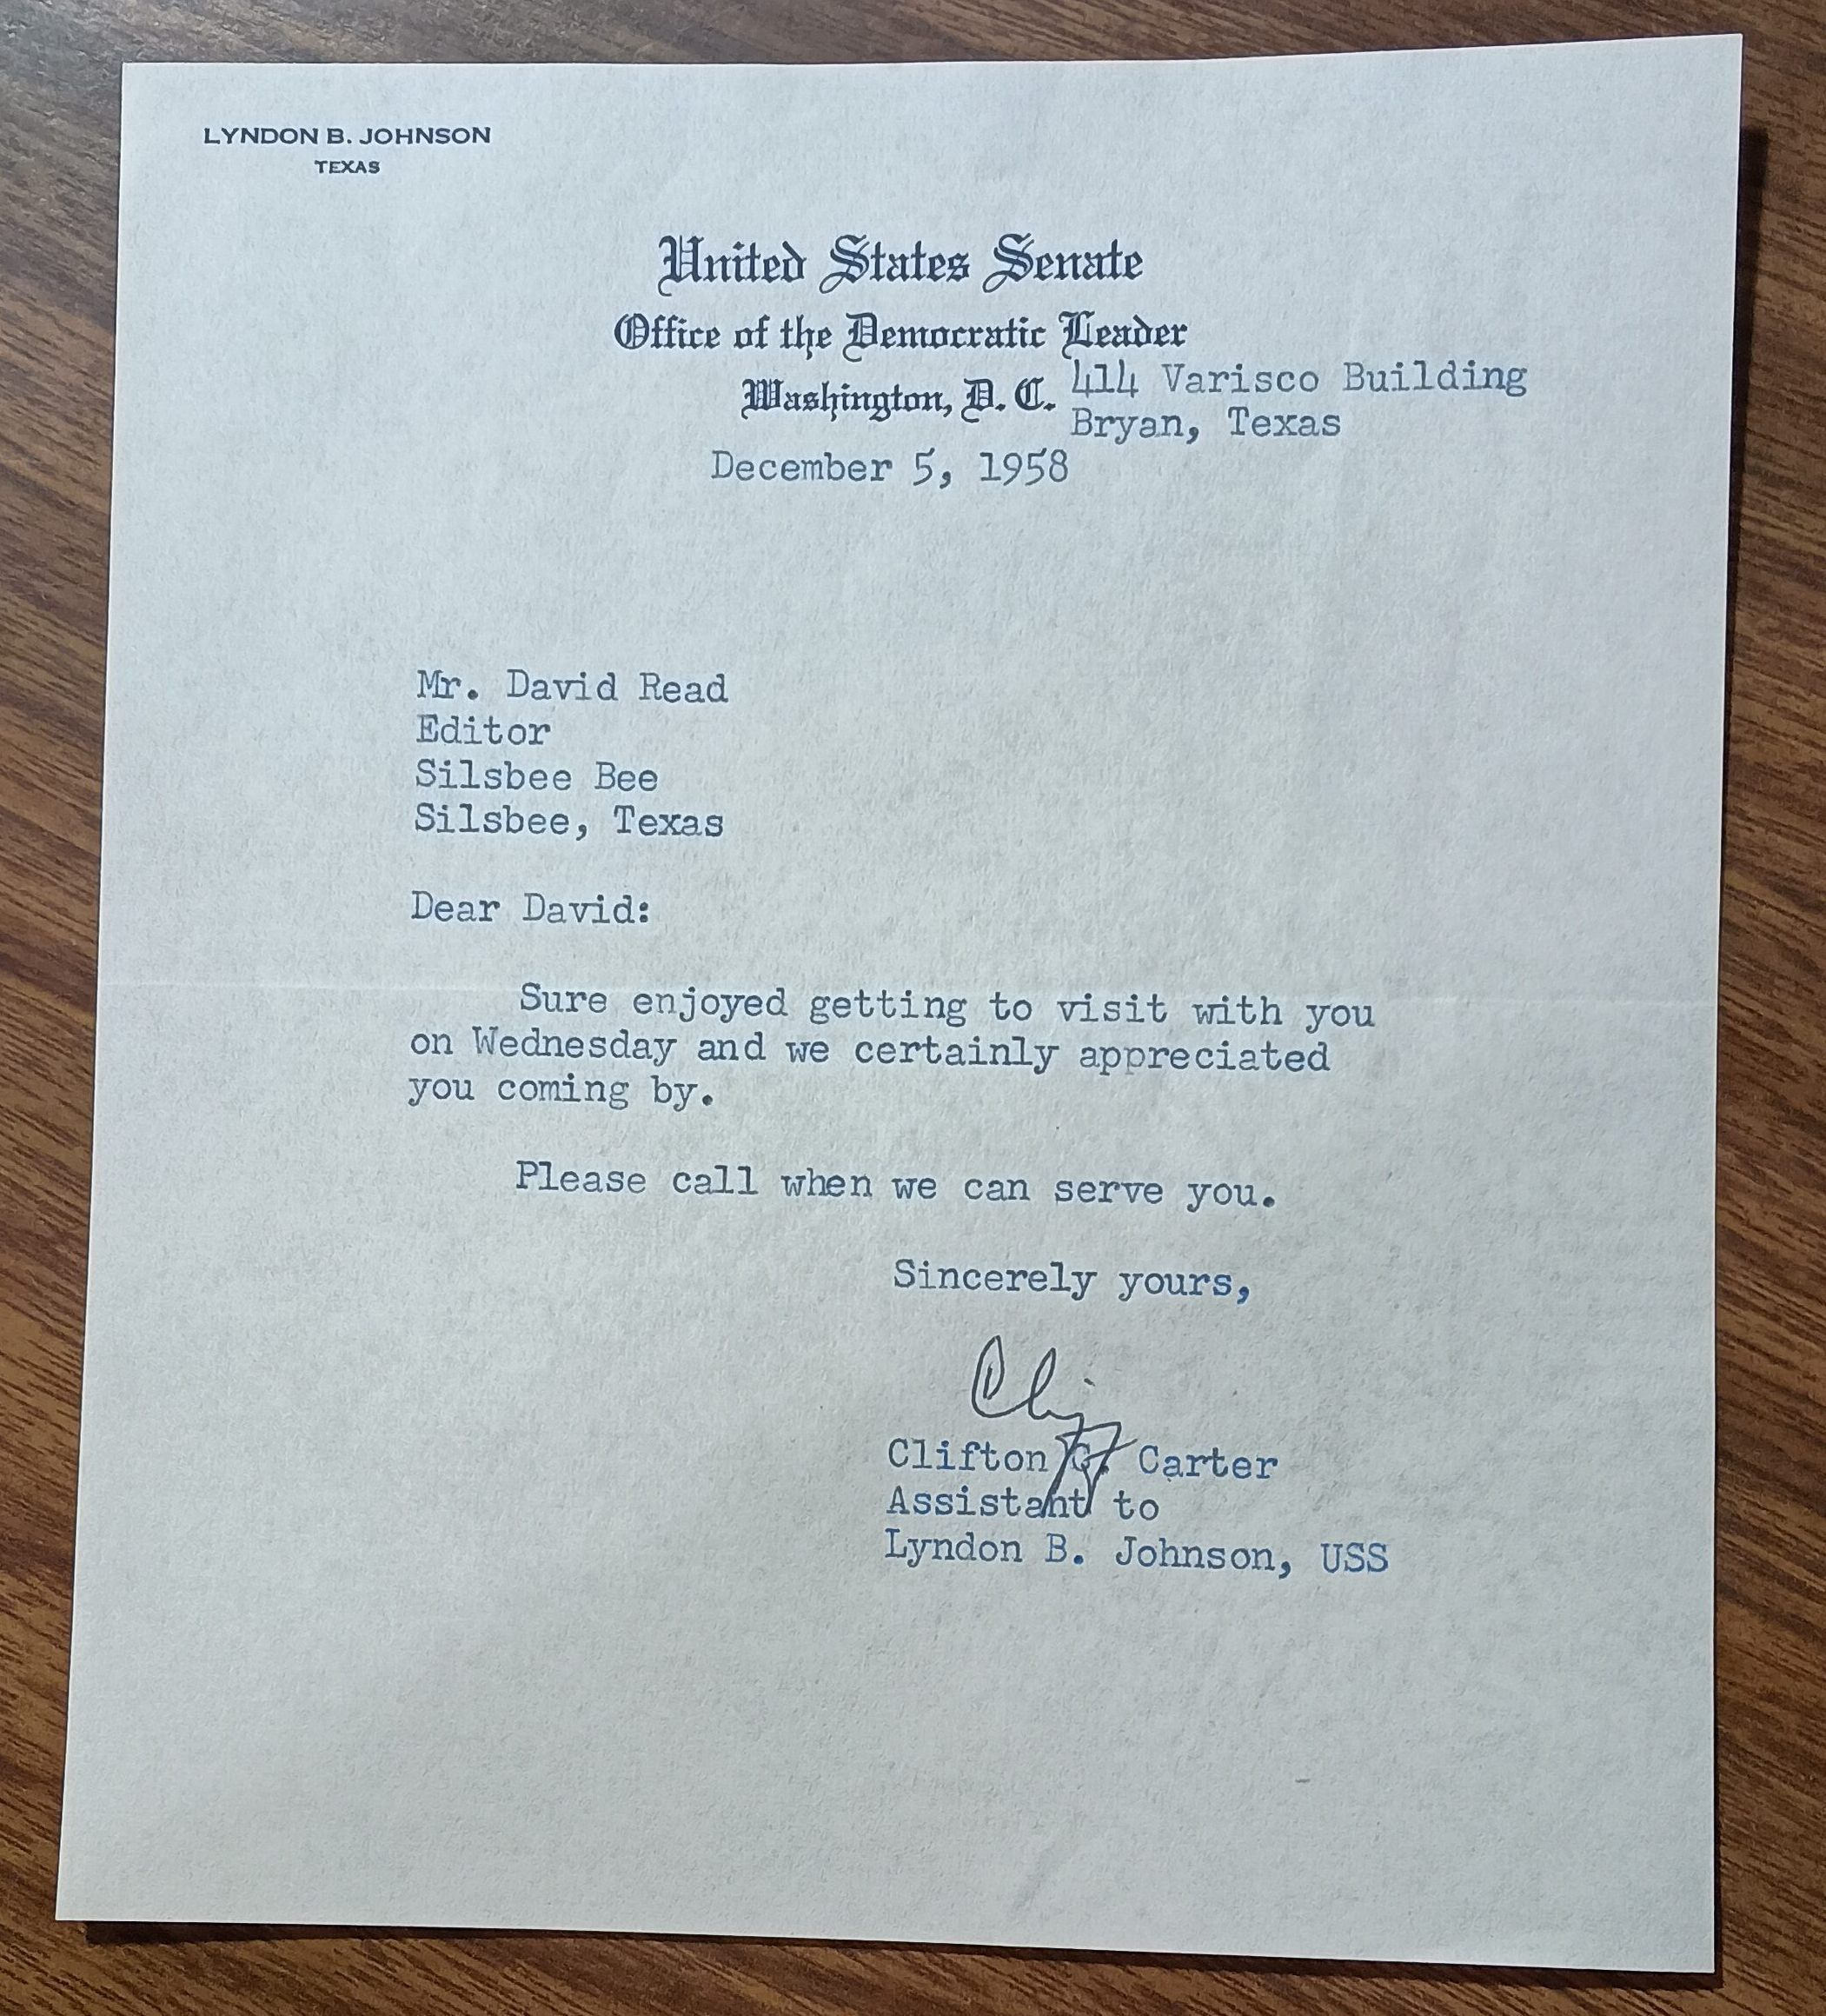 LYNDON B. JOHNSON
TEXAS
United States Senate
Office of the Democratic Leader
Washington, D. C.
414 Varisco Building
Bryan, Texas
December 5, 1958
Mr. David Read
Editor
Silsbee Bee
Silsbee, Texas
Dear David:
Sure enjoyed getting to visit with you
on Wednesday and we certainly appreciated
you coming by.
Please call when we can serve you.
Sincerely yours,
Cliff
Clifton C. Carter
Assistant to
Lyndon B. Johnson, USS